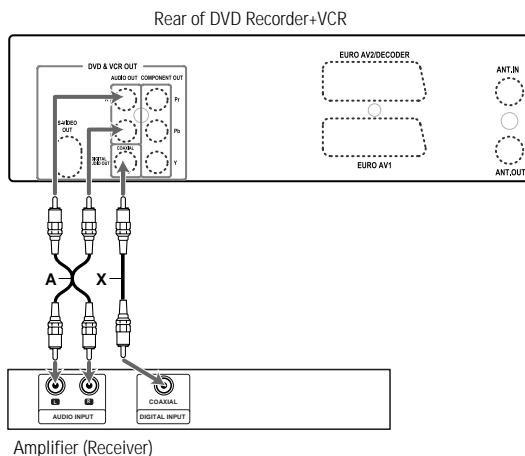 Rear of DVD Recorder+VCR
EURO AV2/DECODER
ANT.IN
DVD & VCR OUT
AUDIO OUT COMPONENT OUT
Pr
S-VIDEO
OUT
Pb
COAXIAL
DIGITAL
OUT
Y
EURO AV1
ANT.OUT
A
X
L
R
COAXIAL
AUDIO INPUT
DIGITAL INPUT
Amplifier (Receiver)